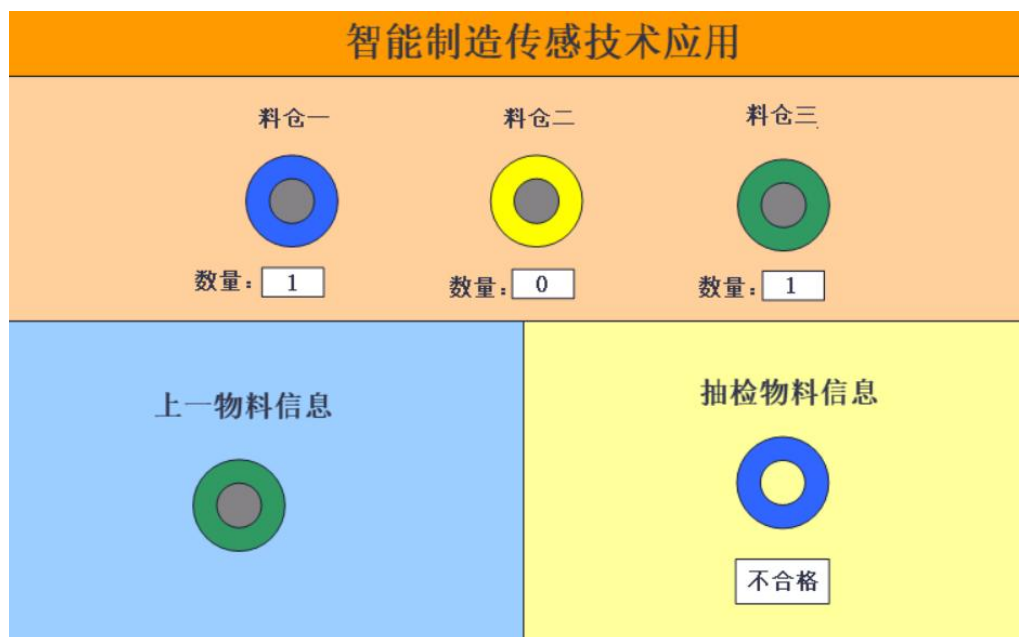 智能制造传感技术应用
料仓一 料仓二 料仓三
数量： 1 数量： 0 数量： 1
上一物料信息
抽检物料信息
不合格